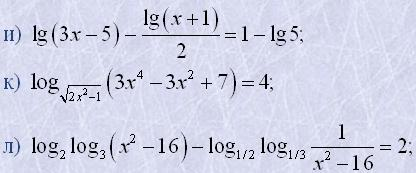 и) lg(3x − 5) − lg(x + 1)/2 = 1 − lg 5;
к) log_{√(2x² − 1)} (3x⁴ − 3x² + 7) = 4;
л) log₂ log₃ (x² − 16) − log_{1/2} log_{1/3} 1/(x² − 16) = 2;